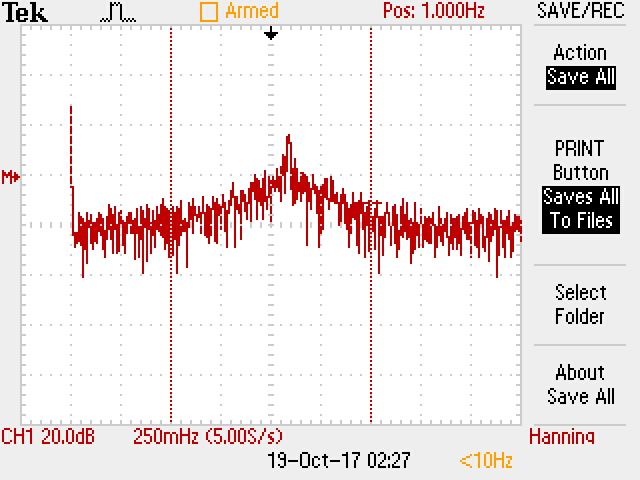 Tek
Armed
Pos: 1.000Hz
SAVE/REC
Action
Save All
PRINT
Button
Saves All
To Files
Select
Folder
About
Save All
M
CH1 20.0dB
250mHz (5.00S/s)
Hanning
19-Oct-17 02:27
<10Hz